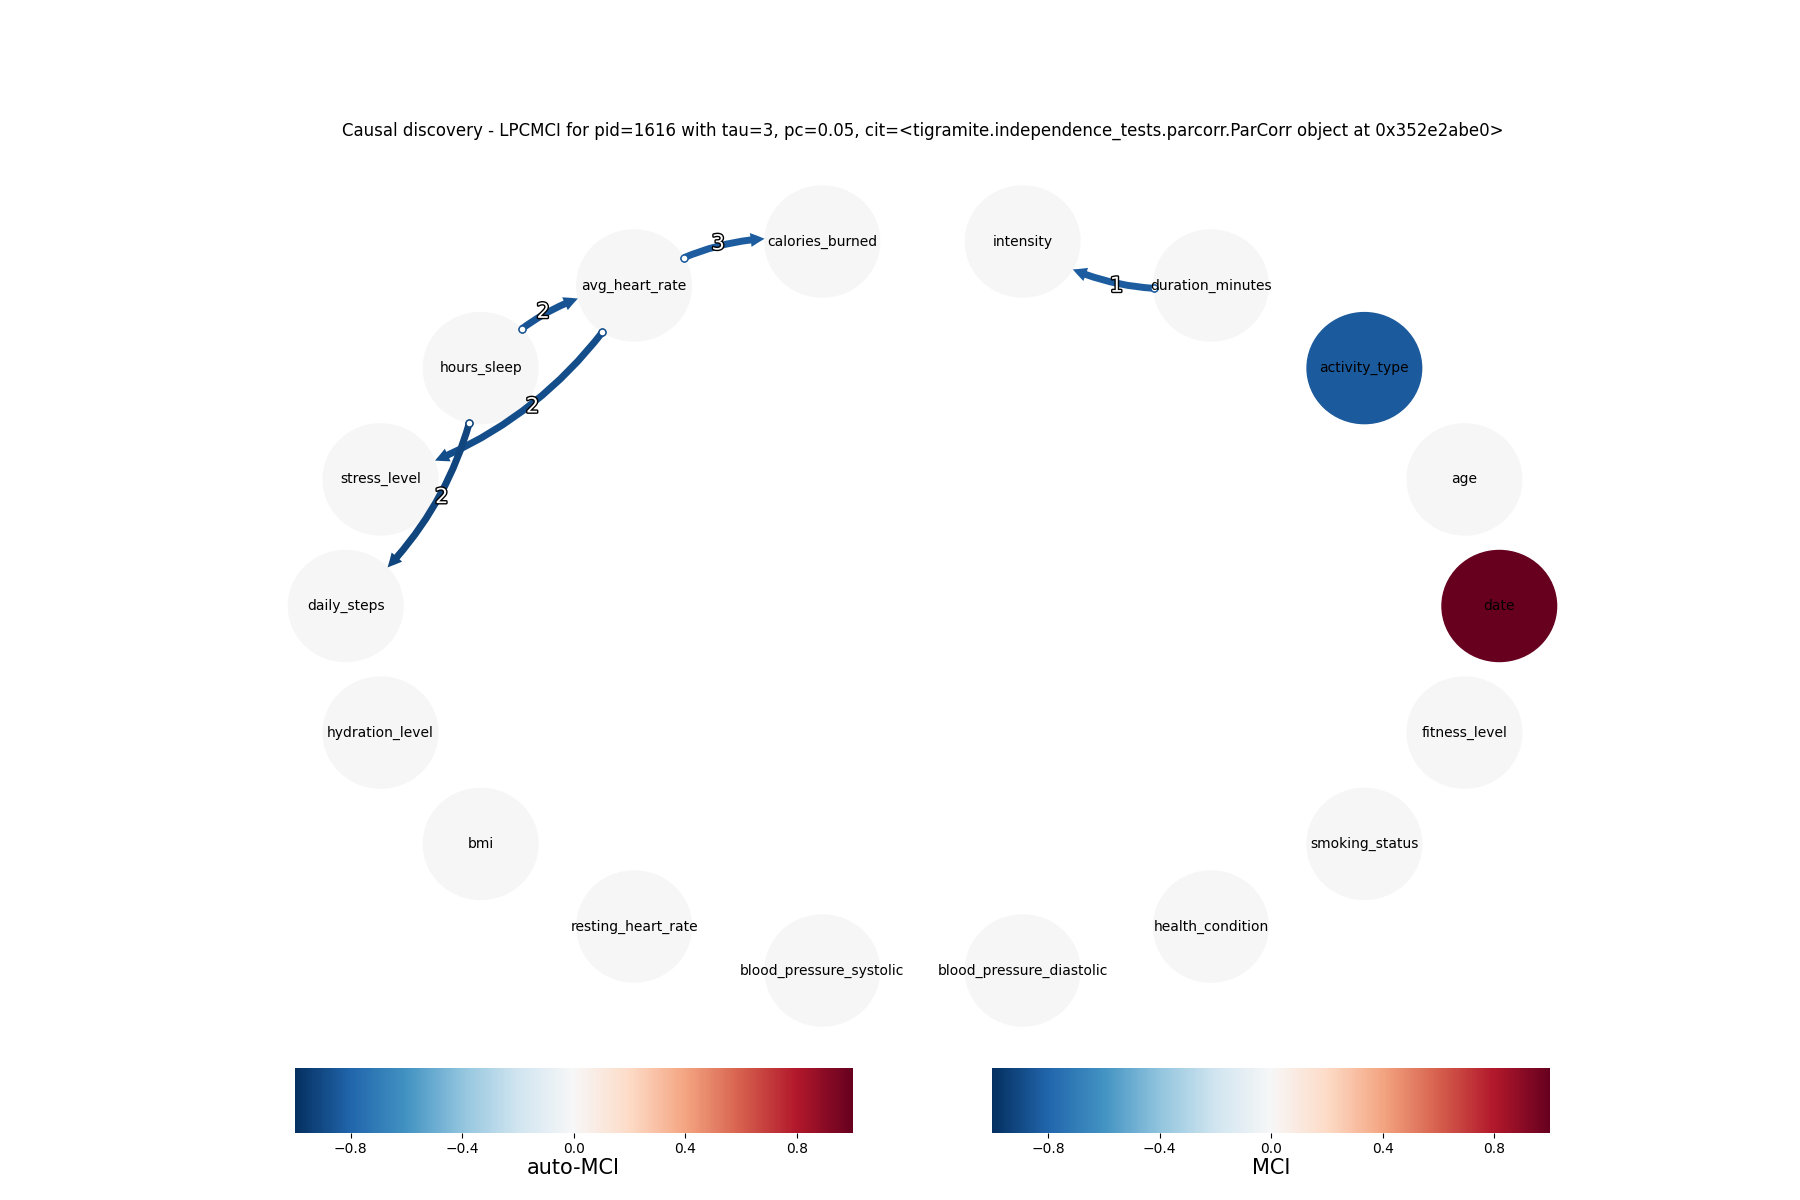 Causal discovery - LPCMCI for pid=1616 with tau=3, pc=0.05, cit=<tigramite.independence_tests.parcorr.ParCorr object at 0x352e2abe0>
calories_burned
intensity
3
avg_heart_rate
1
duration_minutes
2
hours_sleep
activity_type
2
stress_level
age
2
daily_steps
date
hydration_level
fitness_level
bmi
smoking_status
resting_heart_rate
health_condition
blood_pressure_systolic
blood_pressure_diastolic
−0.8 −0.4 0.0 0.4 0.8
auto-MCI
−0.8 −0.4 0.0 0.4 0.8
MCI